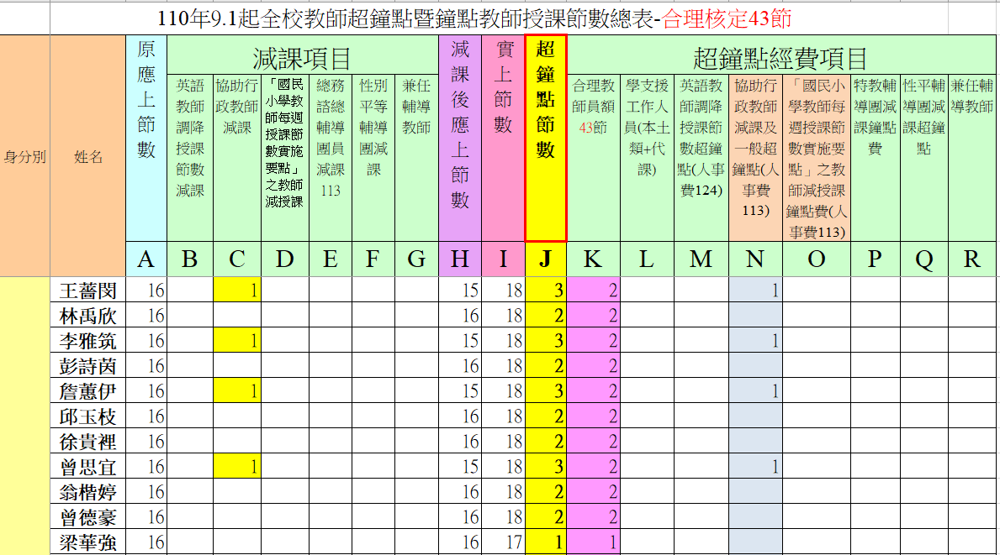 110年9.1起全校教師超鐘點暨鐘點教師授課節數總表-合理核定43節
身分別
姓名
原應上節數
減課項目
減課後應上節數
實上節數
超鐘點節數
超鐘點經費項目
英語
教師
調降
授課
節數
減課
協助行
政教師
減課
「國民
小學教
師每週
授課節
數實施
要點」
之教師
減授課
總務
諮總
輔導
團員
減課
113
性別
平等
輔導
團減
課
兼任
輔導
教師
合理教
師員額
43節
學支援
工作人
員(本土
類+代
課)
英語教
師調降
授課節
數超鐘
點(人事
費124)
協助行
政教師
減課及
一般超
鐘點(人
事費
113)
「國民小
學教師每
週授課節
數實施要
點」之教
師減授課
鐘點費(人
事費113)
特教輔
導團減
課鐘點
費
性平輔
導團減
課超鐘
點
兼任輔
導教師
A B C D E F G H I J K L M N O P Q R
王薔閔 16 1 15 18 3 2 1
林禹欣 16 16 18 2 2
李雅筑 16 1 15 18 3 2 1
彭詩茵 16 16 18 2 2
詹蕙伊 16 1 15 18 3 2 1
邱玉枝 16 16 18 2 2
徐貴裡 16 16 18 2 2
曾思宜 16 1 15 18 3 2 1
翁楷婷 16 16 18 2 2
曾德豪 16 16 18 2 2
梁華強 16 16 17 1 1